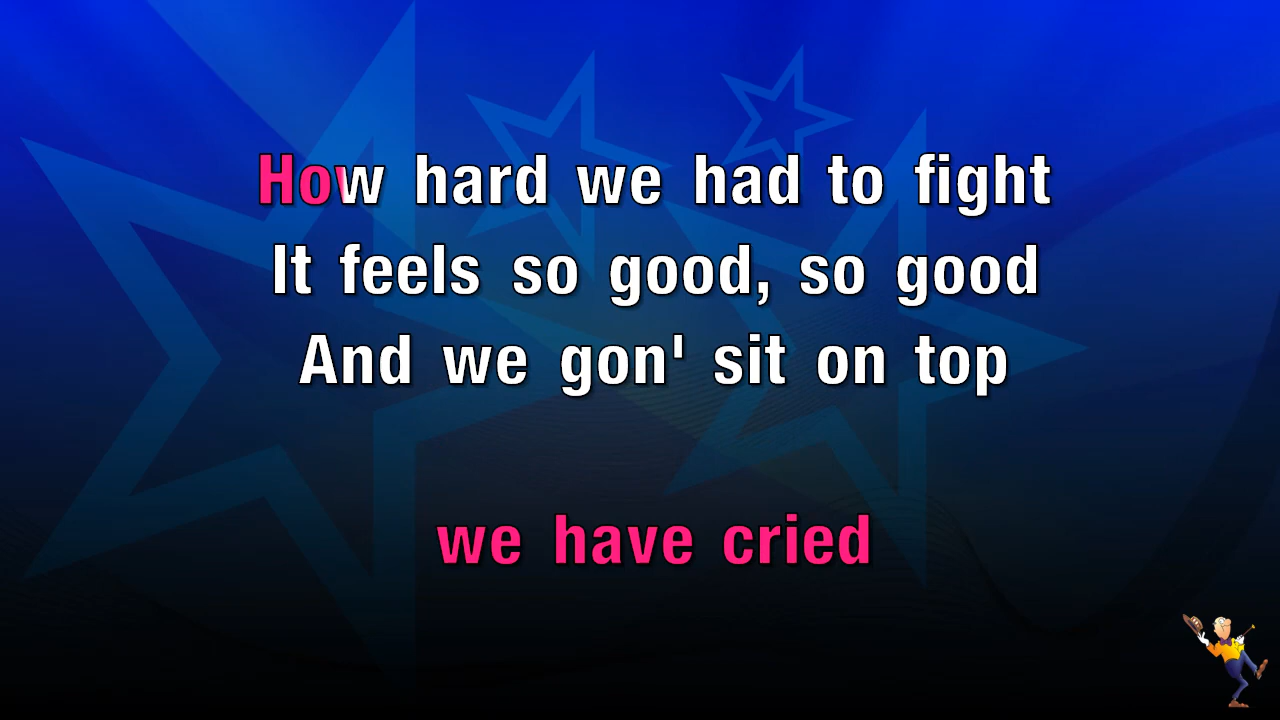 How hard we had to fight
It feels so good, so good
And we gon' sit on top
we have cried